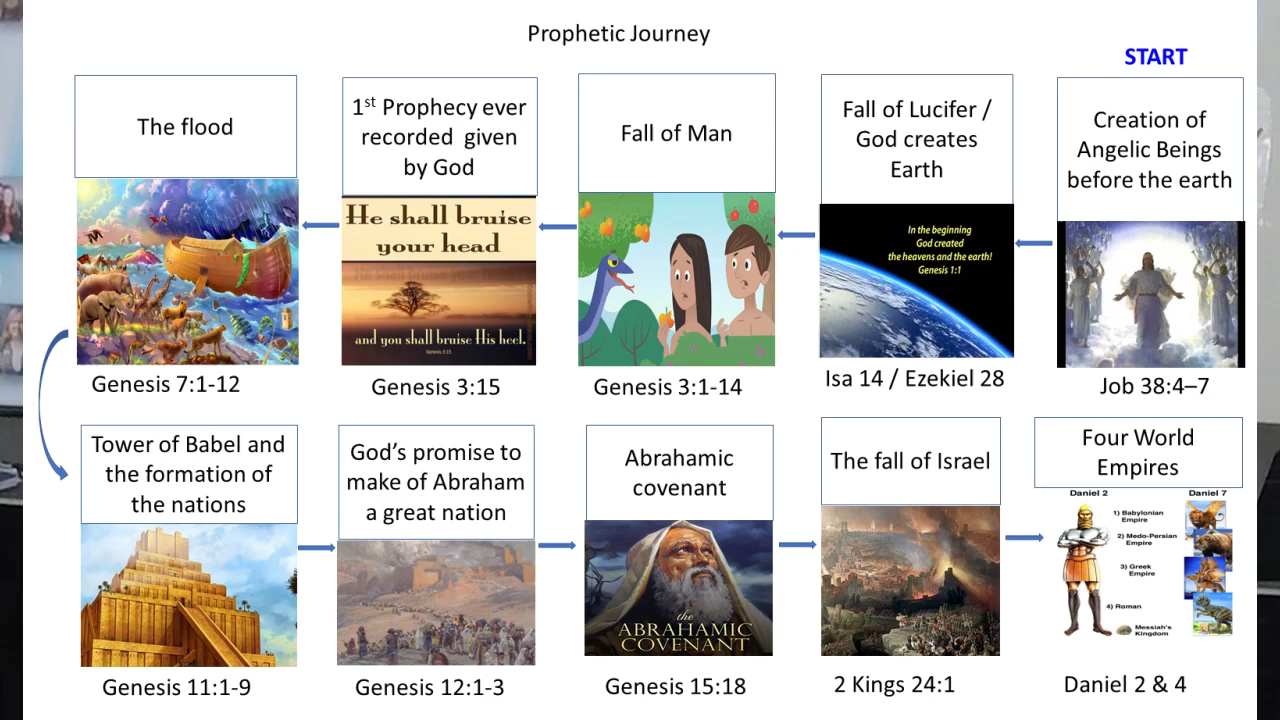 Prophetic Journey
START
The flood
1st Prophecy ever
recorded given
by God
Fall of Man
Fall of Lucifer /
God creates
Earth
Creation of
Angelic Beings
before the earth
He shall bruise
your head
and you shall bruise His heel.
Genesis 3:15
In the beginning
God created
the heavens and the earth!
Genesis 1:1
Genesis 7:1-12
Genesis 3:15
Genesis 3:1-14
Isa 14 / Ezekiel 28
Job 38:4–7
Tower of Babel and
the formation of
the nations
God’s promise to
make of Abraham
a great nation
Abrahamic
covenant
The fall of Israel
Four World
Empires
the
ABRAHAMIC
COVENANT
Daniel 2
Daniel 7
1) Babylonian
Empire
2) Medo-Persian
Empire
3) Greek
Empire
4) Roman
Messiah's
Kingdom
Genesis 11:1-9
Genesis 12:1-3
Genesis 15:18
2 Kings 24:1
Daniel 2 & 4